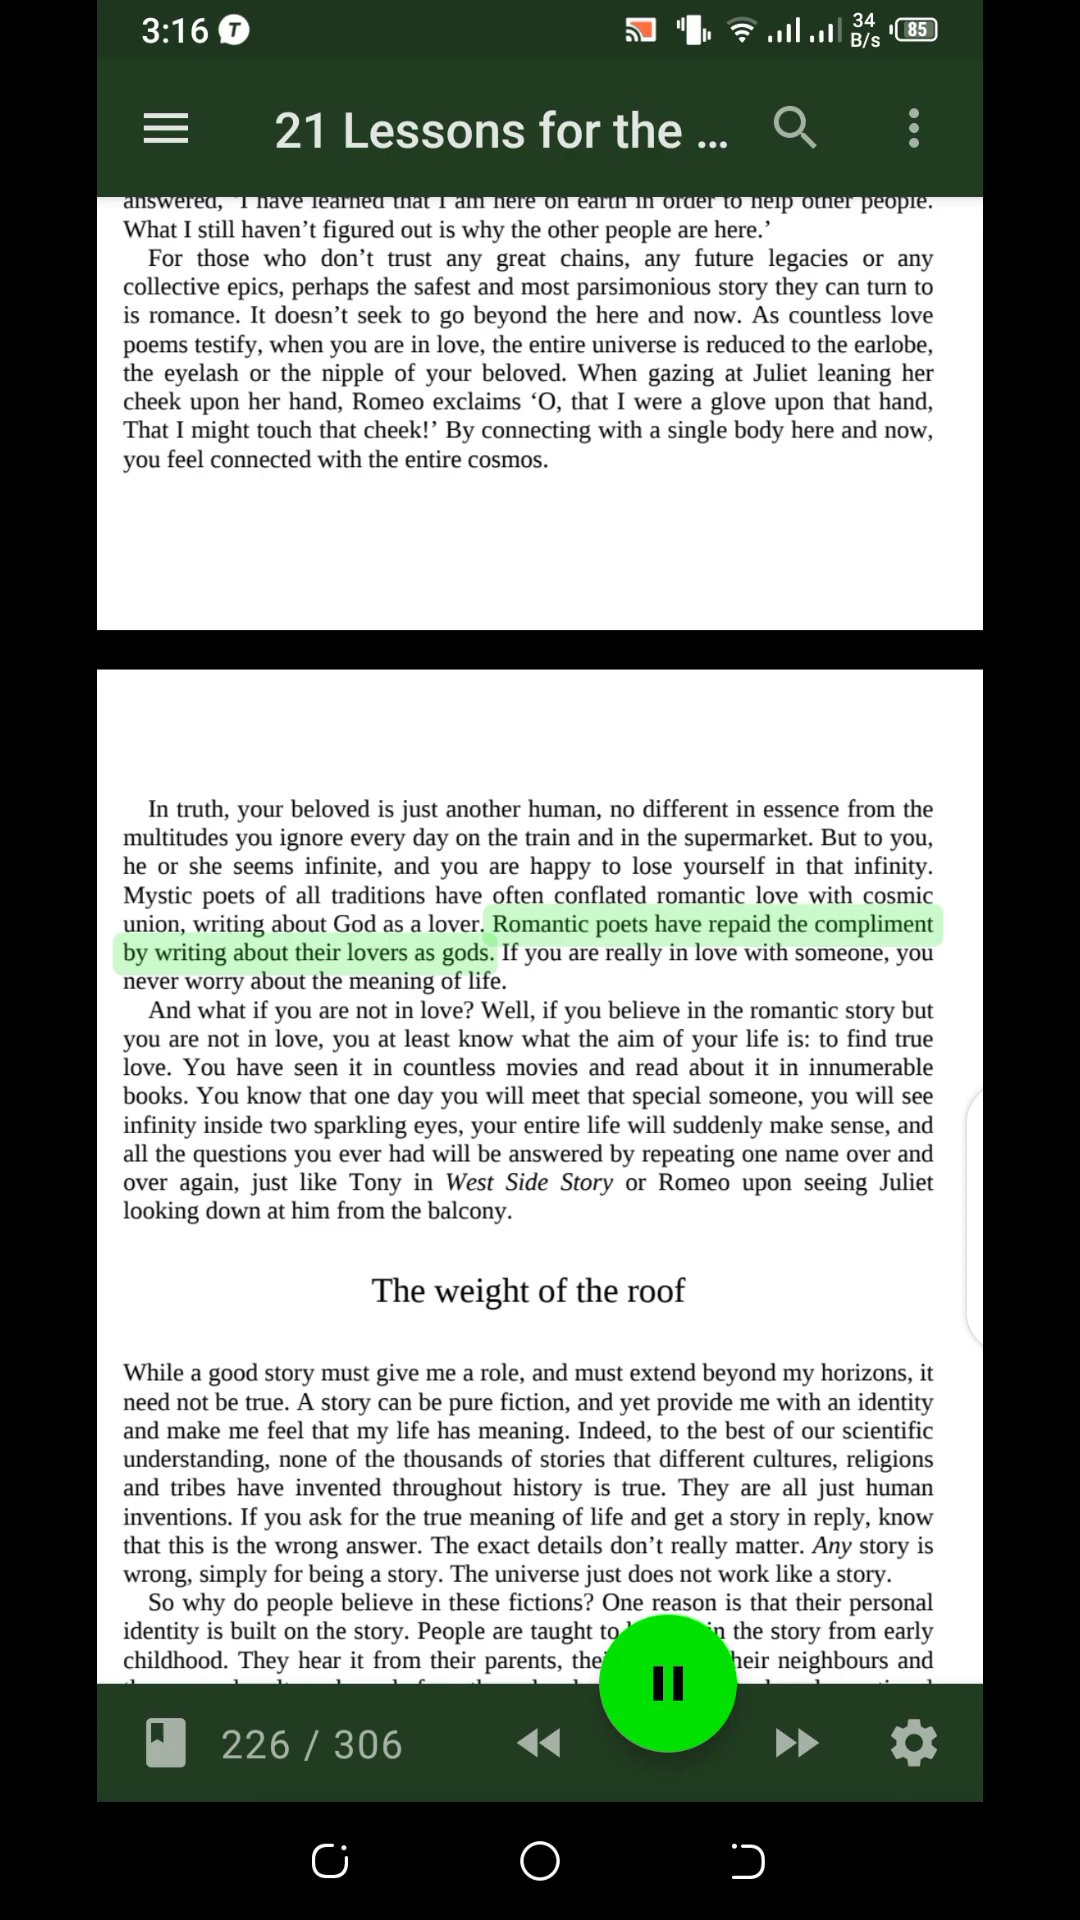 3:16 T 34 B/s 85
21 Lessons for the ...
answered, ‘I have learned that I am here on earth in order to help other people.
What I still haven’t figured out is why the other people are here.’
For those who don’t trust any great chains, any future legacies or any
collective epics, perhaps the safest and most parsimonious story they can turn to
is romance. It doesn’t seek to go beyond the here and now. As countless love
poems testify, when you are in love, the entire universe is reduced to the earlobe,
the eyelash or the nipple of your beloved. When gazing at Juliet leaning her
cheek upon her hand, Romeo exclaims ‘O, that I were a glove upon that hand,
That I might touch that cheek!’ By connecting with a single body here and now,
you feel connected with the entire cosmos.
In truth, your beloved is just another human, no different in essence from the
multitudes you ignore every day on the train and in the supermarket. But to you,
he or she seems infinite, and you are happy to lose yourself in that infinity.
Mystic poets of all traditions have often conflated romantic love with cosmic
union, writing about God as a lover. Romantic poets have repaid the compliment
by writing about their lovers as gods. If you are really in love with someone, you
never worry about the meaning of life.
And what if you are not in love? Well, if you believe in the romantic story but
you are not in love, you at least know what the aim of your life is: to find true
love. You have seen it in countless movies and read about it in innumerable
books. You know that one day you will meet that special someone, you will see
infinity inside two sparkling eyes, your entire life will suddenly make sense, and
all the questions you ever had will be answered by repeating one name over and
over again, just like Tony in West Side Story or Romeo upon seeing Juliet
looking down at him from the balcony.
The weight of the roof
While a good story must give me a role, and must extend beyond my horizons, it
need not be true. A story can be pure fiction, and yet provide me with an identity
and make me feel that my life has meaning. Indeed, to the best of our scientific
understanding, none of the thousands of stories that different cultures, religions
and tribes have invented throughout history is true. They are all just human
inventions. If you ask for the true meaning of life and get a story in reply, know
that this is the wrong answer. The exact details don’t really matter. Any story is
wrong, simply for being a story. The universe just does not work like a story.
So why do people believe in these fictions? One reason is that their personal
identity is built on the story. People are taught to in the story from early
childhood. They hear it from their parents, their neighbours and
226 / 306